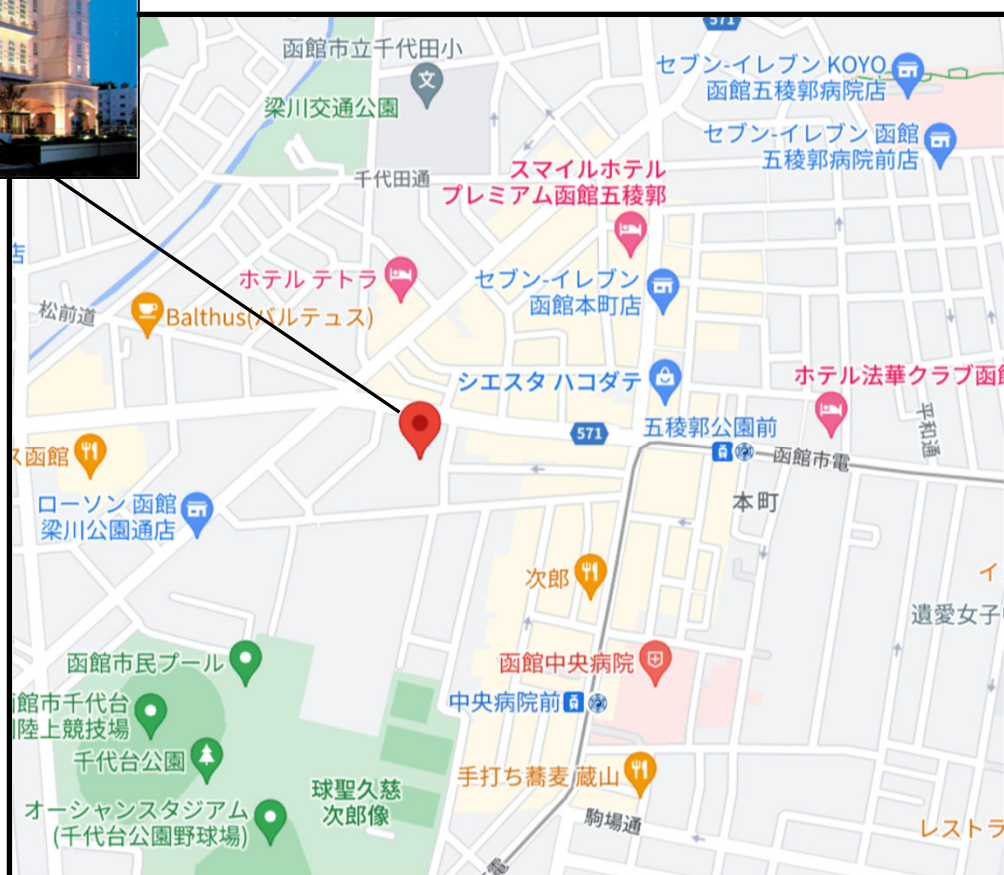 571
函館市立千代田小
文
梁川交通公園
セブン-イレブン KOYO
函館五稜郭病院店
セブン-イレブン 函館
五稜郭病院前店
千代田通
スマイルホテル
プレミアム函館五稜郭
店
ホテル テトラ
セブン-イレブン
函館本町店
松前道
Balthus(バルテュス)
シエスタ ハコダテ
ホテル法華クラブ函館
571
五稜郭公園前
平和通
函館市電
ス函館
ローソン 函館
梁川公園通店
本町
次郎
イ
遺愛女子
函館市民プール
函館中央病院
函館市千代台
陸上競技場
中央病院前
千代台公園
手打ち蕎麦 蔵山
球聖久慈
次郎像
オーシャンスタジアム
(千代台公園野球場)
駒場通
レストラ